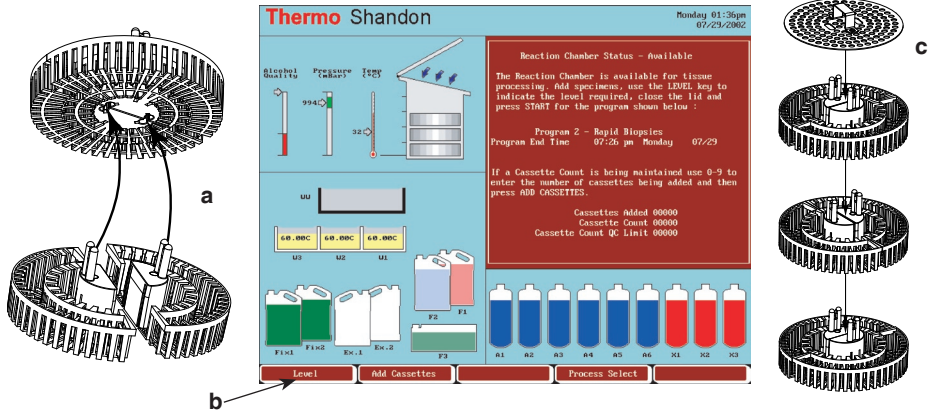 Thermo Shandon
Monday 01:36pm
07/29/2002
Alcohol
Quality
Pressure
(mBar)
Temp
(°C)
994
32
Reaction Chamber Status - Available
The Reaction Chamber is available for tissue
processing. Add specimens, use the LEVEL key to
indicate the level required, close the lid and
press START for the program shown below :
Program 2 - Rapid Biopsies
Program End Time 07:26 pm Monday 07/29
If a Cassette Count is being maintained use 0-9 to
enter the number of cassettes being added and then
press ADD CASSETTES.
Cassettes Added 00000
Cassette Count 00000
Cassette Count QC Limit 00000
WW
60.00C 60.00C 60.00C
W3 W2 W1
F2 F1
Fix1 Fix2 Ex.1 Ex.2 F3
A1 A2 A3 A4 A5 A6 X1 X2 X3
Level Add Cassettes Process Select
a
b
c